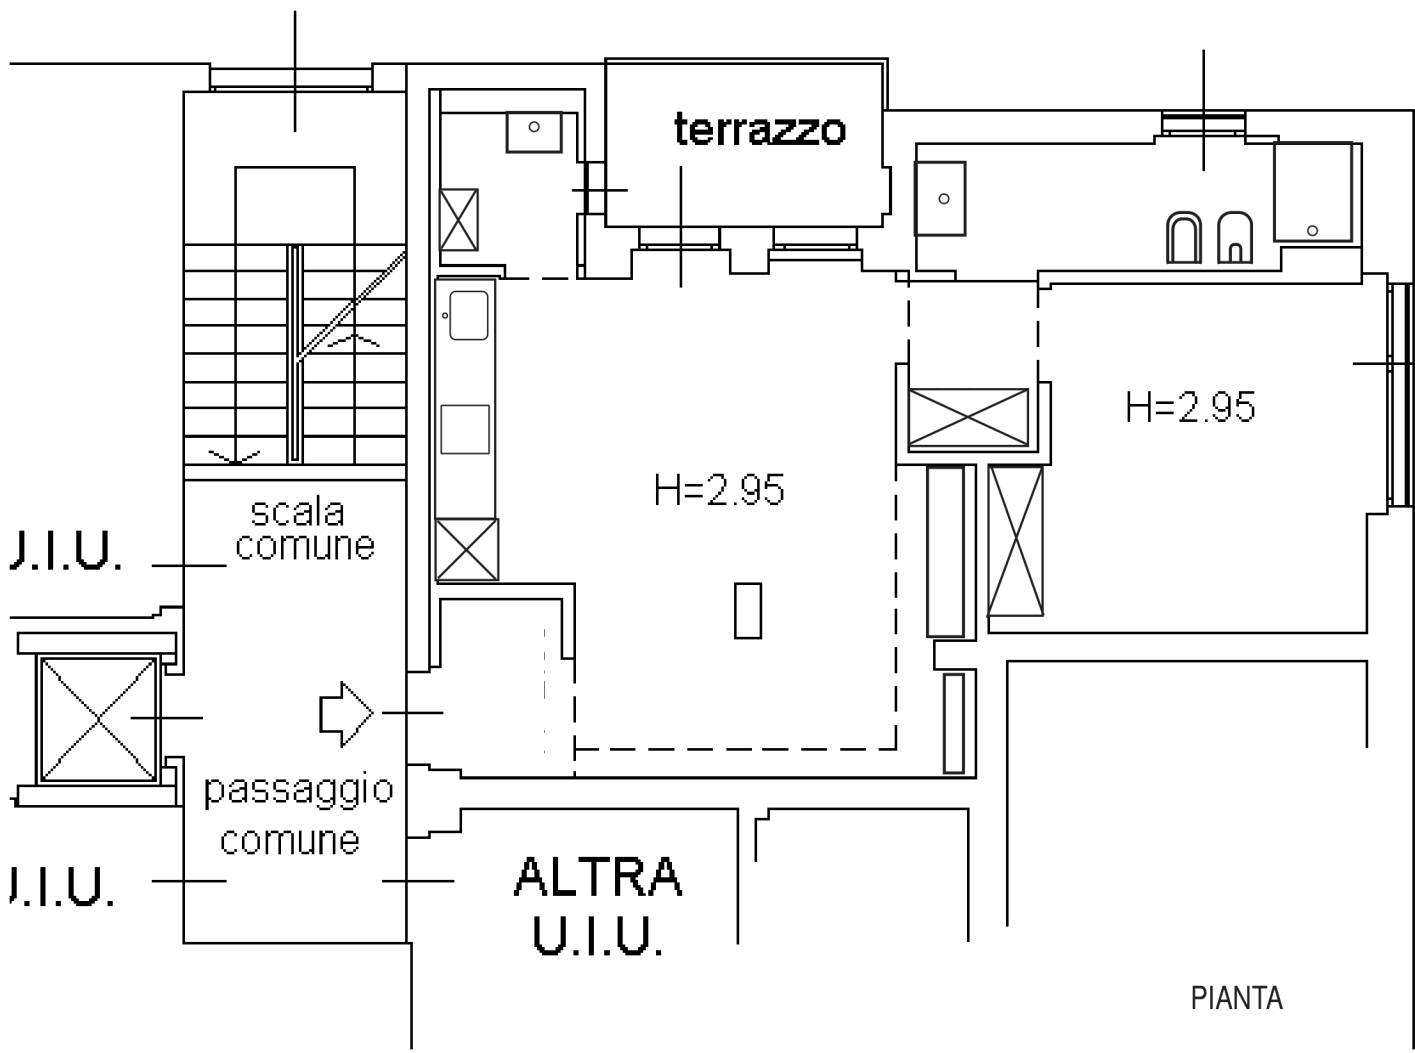 terrazzo
H=2.95
H=2.95
scala
comune
U.I.U.
passaggio
comune
U.I.U.
ALTRA
U.I.U.
PIANTA